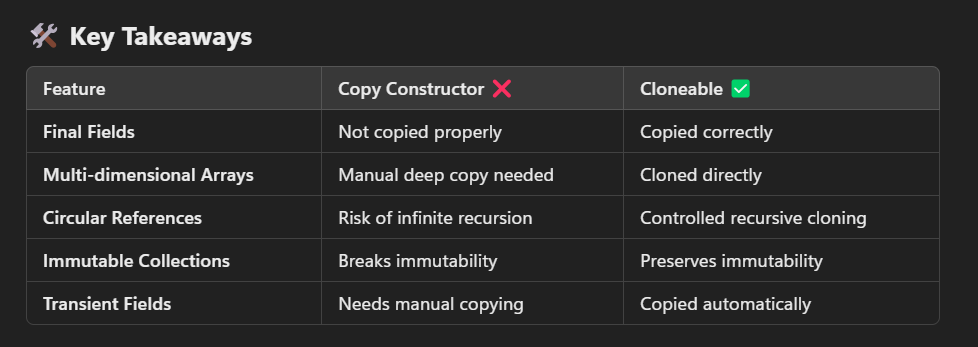 🛠️ Key Takeaways
Feature Copy Constructor ❌ Cloneable ✅
Final Fields Not copied properly Copied correctly
Multi-dimensional Arrays Manual deep copy needed Cloned directly
Circular References Risk of infinite recursion Controlled recursive cloning
Immutable Collections Breaks immutability Preserves immutability
Transient Fields Needs manual copying Copied automatically